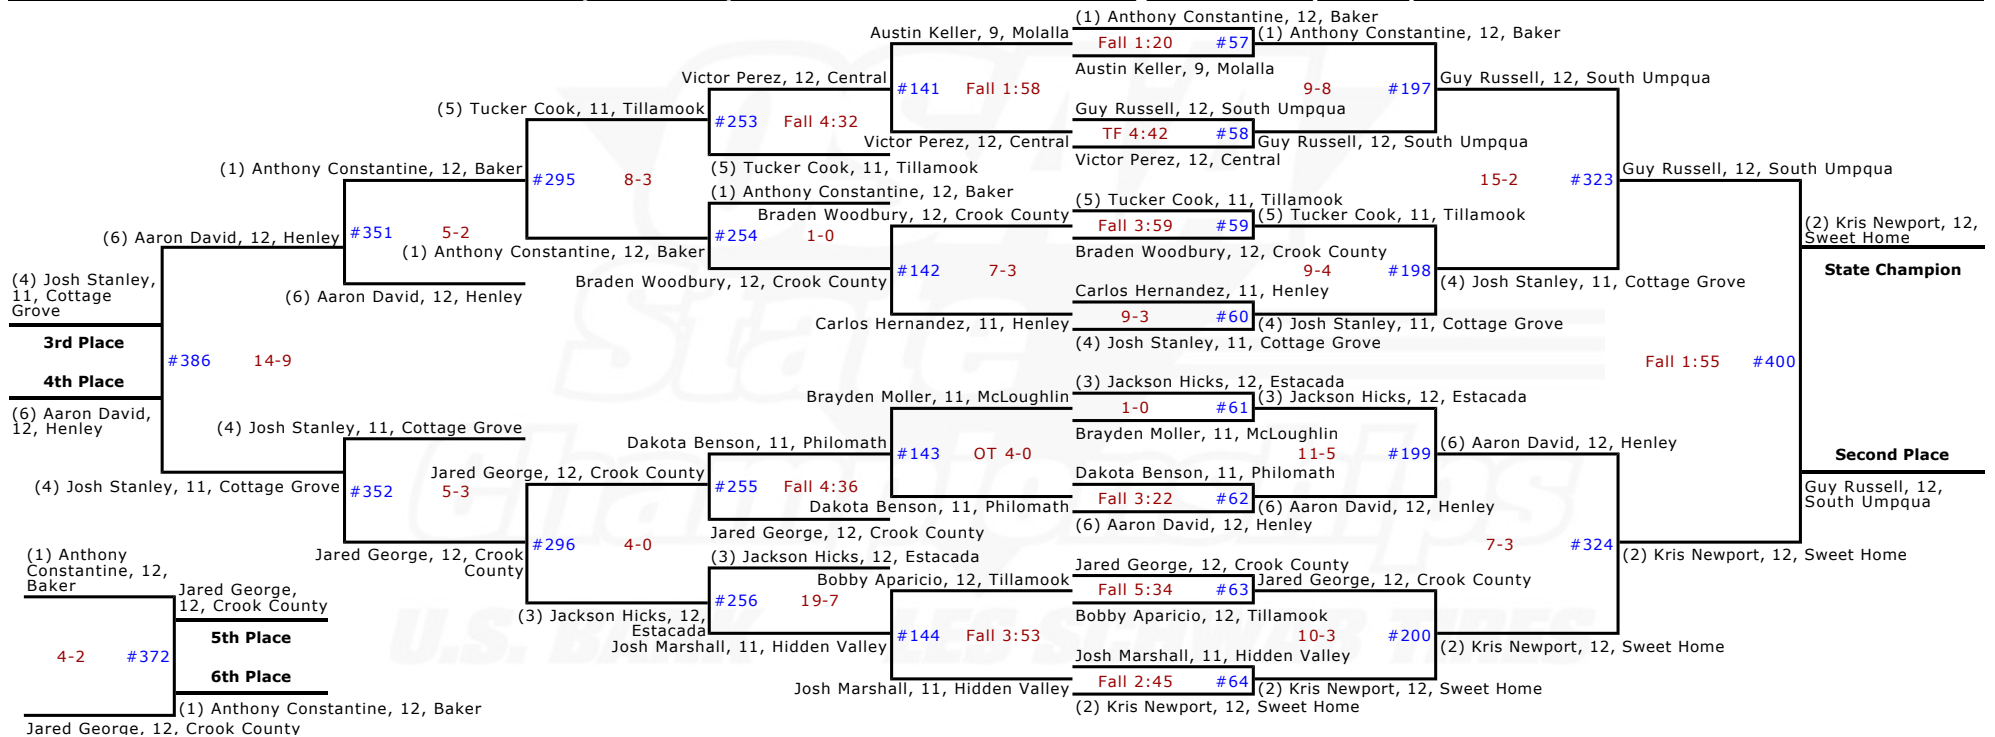 (1) Anthony Constantine, 12, Baker
Austin Keller, 9, Molalla
Fall 1:20 #57
(1) Anthony Constantine, 12, Baker
Austin Keller, 9, Molalla
Victor Perez, 12, Central
#141 Fall 1:58
9-8 #197
Guy Russell, 12, South Umpqua
(5) Tucker Cook, 11, Tillamook
Guy Russell, 12, South Umpqua
#253 Fall 4:32
TF 4:42 #58
Victor Perez, 12, Central
Guy Russell, 12, South Umpqua
Victor Perez, 12, Central
(1) Anthony Constantine, 12, Baker
(5) Tucker Cook, 11, Tillamook
Guy Russell, 12, South Umpqua
#295 8-3
15-2 #323
(1) Anthony Constantine, 12, Baker
(5) Tucker Cook, 11, Tillamook
Braden Woodbury, 12, Crook County
(5) Tucker Cook, 11, Tillamook
(2) Kris Newport, 12,
Sweet Home
Fall 3:59 #59
(6) Aaron David, 12, Henley
#351 5-2
#254 1-0
(1) Anthony Constantine, 12, Baker
Braden Woodbury, 12, Crook County
State Champion
#142 7-3
9-4 #198
(4) Josh Stanley,
11, Cottage
Grove
Braden Woodbury, 12, Crook County
(4) Josh Stanley, 11, Cottage Grove
(6) Aaron David, 12, Henley
Carlos Hernandez, 11, Henley
9-3 #60
Carlos Hernandez, 11, Henley
(4) Josh Stanley, 11, Cottage Grove
3rd Place
(4) Josh Stanley, 11, Cottage Grove
#386 14-9
Fall 1:55 #400
4th Place
(3) Jackson Hicks, 12, Estacada
Brayden Moller, 11, McLoughlin
(3) Jackson Hicks, 12, Estacada
(6) Aaron David,
12, Henley
1-0 #61
(4) Josh Stanley, 11, Cottage Grove
Brayden Moller, 11, McLoughlin
Dakota Benson, 11, Philomath
(6) Aaron David, 12, Henley
#143 OT 4-0
11-5 #199
Second Place
Jared George, 12, Crook County
Dakota Benson, 11, Philomath
(4) Josh Stanley, 11, Cottage Grove
#352 5-3
#255 Fall 4:36
Guy Russell, 12,
South Umpqua
Fall 3:22 #62
Dakota Benson, 11, Philomath
(6) Aaron David, 12, Henley
(6) Aaron David, 12, Henley
Jared George, 12, Crook County
#296 4-0
7-3 #324
(1) Anthony
Constantine, 12,
Baker
Jared George, 12, Crook
County
(3) Jackson Hicks, 12, Estacada
(2) Kris Newport, 12, Sweet Home
Jared George, 12, Crook County
Bobby Aparicio, 12, Tillamook
Jared George, 12, Crook County
Fall 5:34 #63
Jared George,
12, Crook County
#256 19-7
(3) Jackson Hicks, 12,
Estacada
Bobby Aparicio, 12, Tillamook
5th Place
#144 Fall 3:53
10-3 #200
Josh Marshall, 11, Hidden Valley
(2) Kris Newport, 12, Sweet Home
4-2 #372
Josh Marshall, 11, Hidden Valley
6th Place
Fall 2:45 #64
Josh Marshall, 11, Hidden Valley
(2) Kris Newport, 12, Sweet Home
(1) Anthony Constantine, 12, Baker
(2) Kris Newport, 12, Sweet Home
Jared George, 12, Crook County
OSAA
State
Championships
U.S. BANK LES SCHWAB TIRES